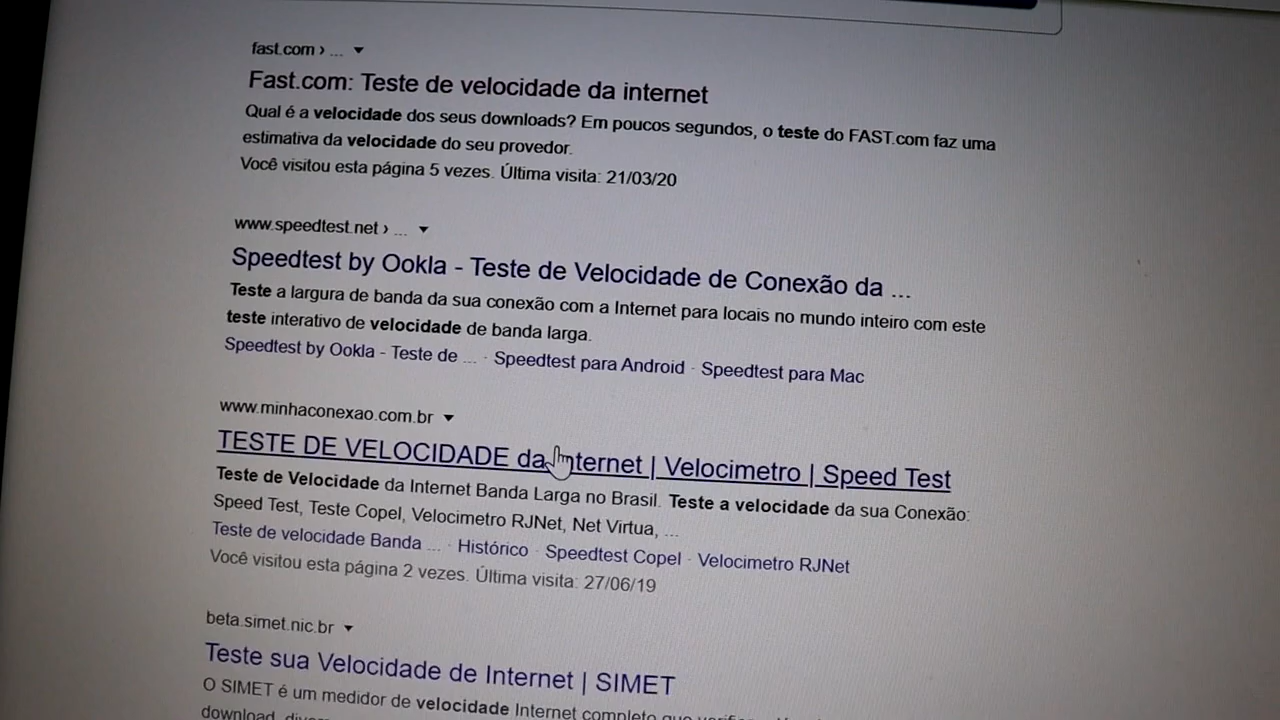 fast.com › ...
Fast.com: Teste de velocidade da internet
Qual é a velocidade dos seus downloads? Em poucos segundos, o teste do FAST.com faz uma
estimativa da velocidade do seu provedor.
Você visitou esta página 5 vezes. Última visita: 21/03/20
www.speedtest.net › ...
Speedtest by Ookla - Teste de Velocidade de Conexão da ...
Teste a largura de banda da sua conexão com a Internet para locais no mundo inteiro com este
teste interativo de velocidade de banda larga.
Speedtest by Ookla - Teste de ... · Speedtest para Android · Speedtest para Mac
www.minhaconexao.com.br
TESTE DE VELOCIDADE da Internet | Velocimetro | Speed Test
Teste de Velocidade da Internet Banda Larga no Brasil. Teste a velocidade da sua Conexão:
Speed Test, Teste Copel, Velocimetro RJNet, Net Virtua, ...
Teste de velocidade Banda ... · Histórico · Speedtest Copel · Velocimetro RJNet
Você visitou esta página 2 vezes. Última visita: 27/06/19
beta.simet.nic.br
Teste sua Velocidade de Internet | SIMET
O SIMET é um medidor de velocidade Internet completo que
download,